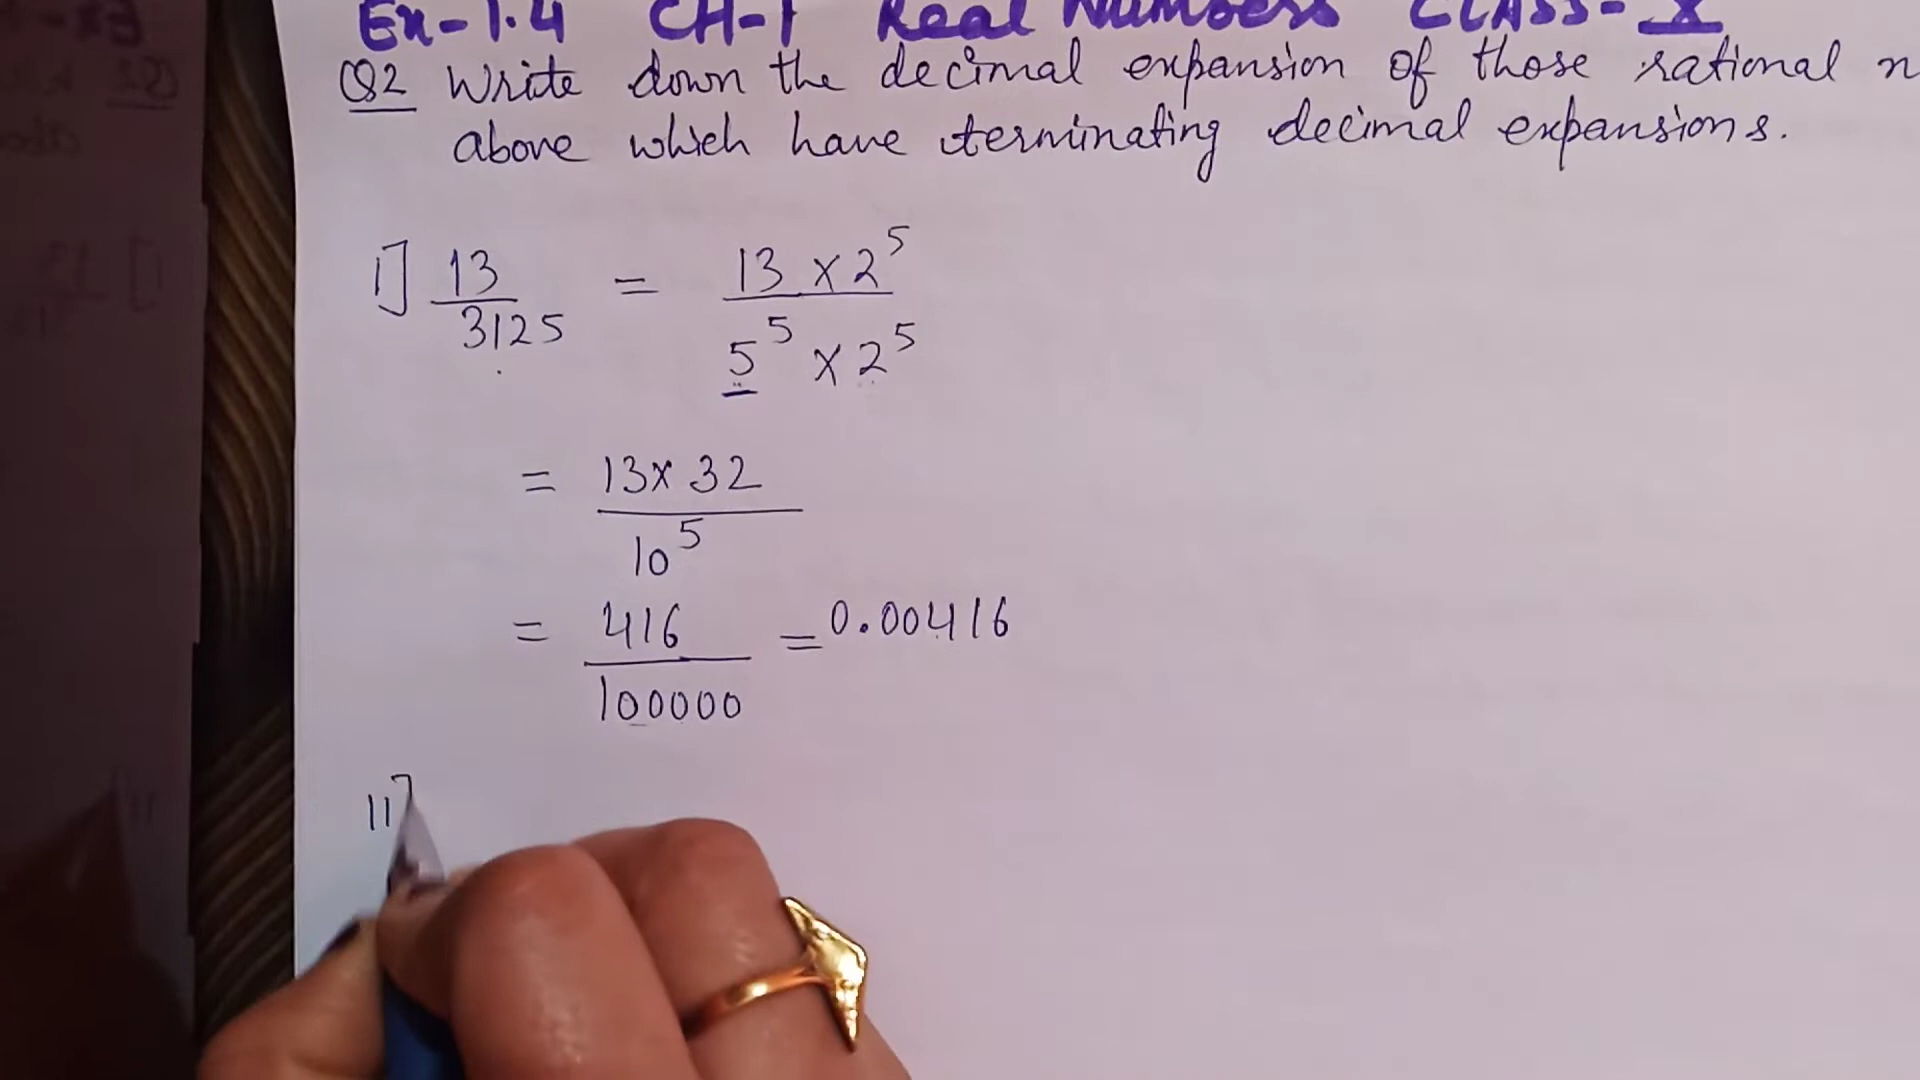 Ex-1.4 CH-1 Real Numbers CLASS-X
Q2 Write down the decimal expansion of those rational n
above which have terminating decimal expansions.
i] 13/3125 = 13 × 2^5 / 5^5 × 2^5
= 13 × 32 / 10^5
= 416/100000 = 0.00416
ii]